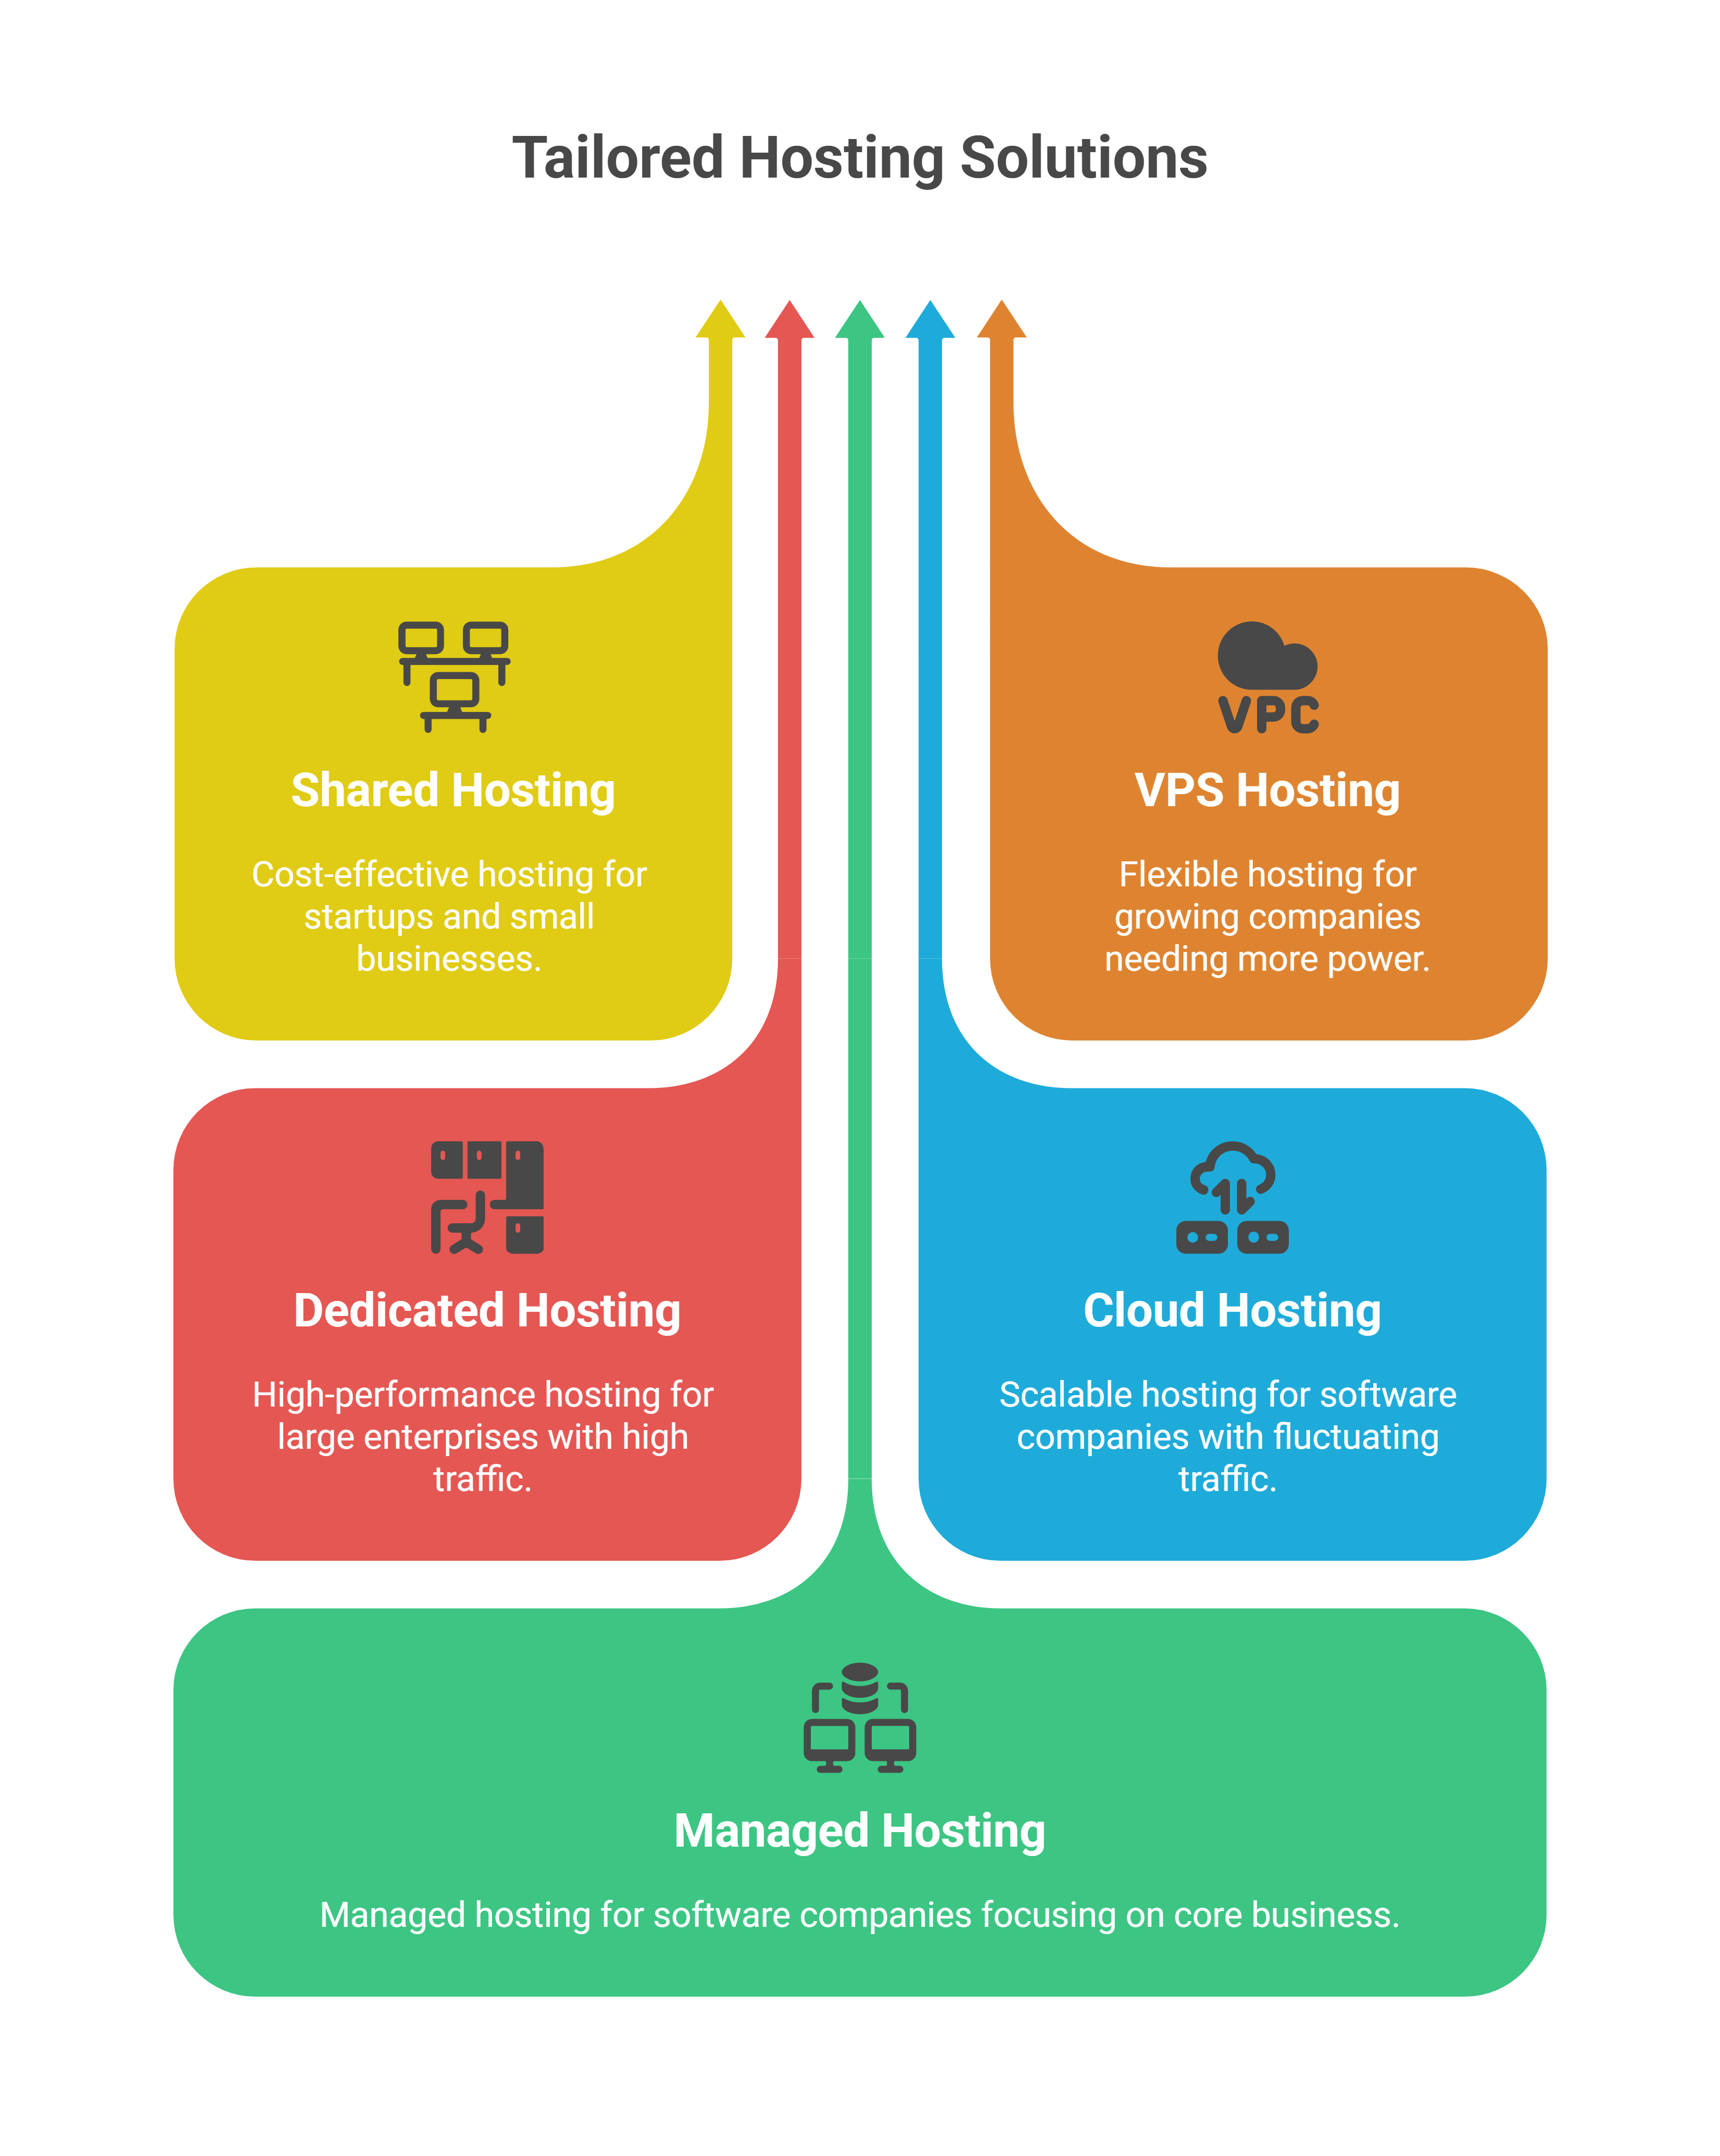 Tailored Hosting Solutions
Shared Hosting
Cost-effective hosting for
startups and small
businesses.
VPC
VPS Hosting
Flexible hosting for
growing companies
needing more power.
Dedicated Hosting
High-performance hosting for
large enterprises with high
traffic.
Cloud Hosting
Scalable hosting for software
companies with fluctuating
traffic.
Managed Hosting
Managed hosting for software companies focusing on core business.